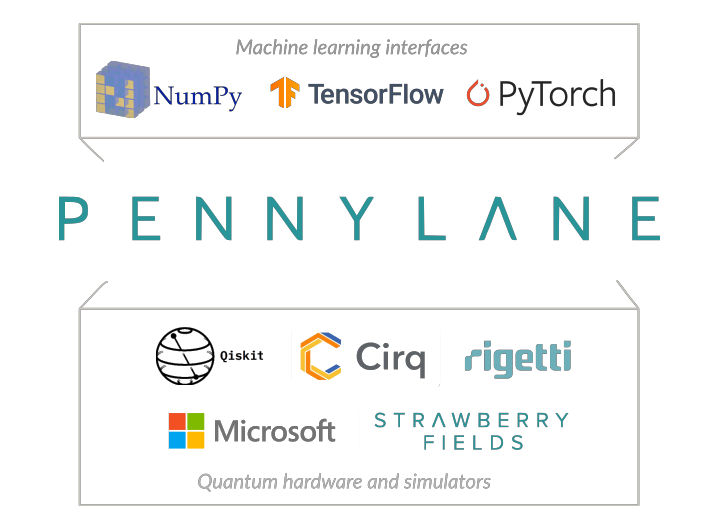 Machine learning interfaces
NumPy TensorFlow PyTorch
PENNYLANE
Qiskit Cirq rigetti
Microsoft STRAWBERRY
FIELDS
Quantum hardware and simulators